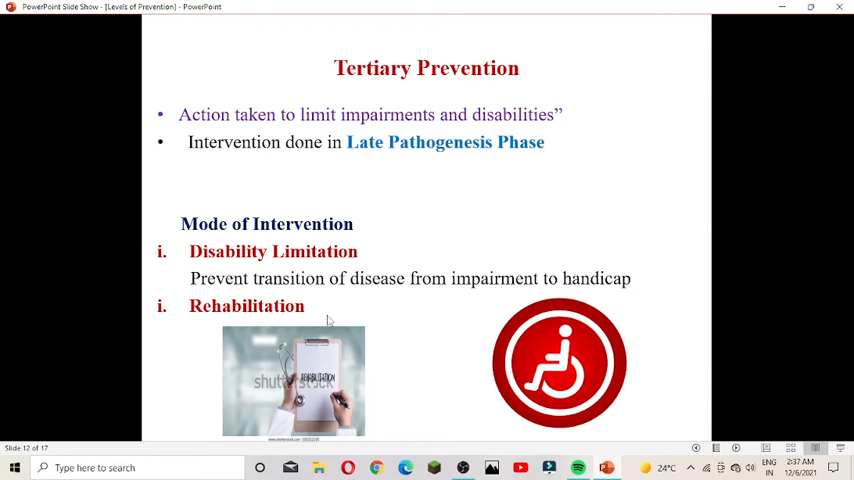 PowerPoint Slide Show - [Levels of Prevention] - PowerPoint
Tertiary Prevention
• Action taken to limit impairments and disabilities”
• Intervention done in Late Pathogenesis Phase
Mode of Intervention
i. Disability Limitation
Prevent transition of disease from impairment to handicap
i. Rehabilitation
REHABILITATION
shutterstock
Slide 12 of 17
Type here to search
24°C
ENG
IN
2:37 AM
12/6/2021